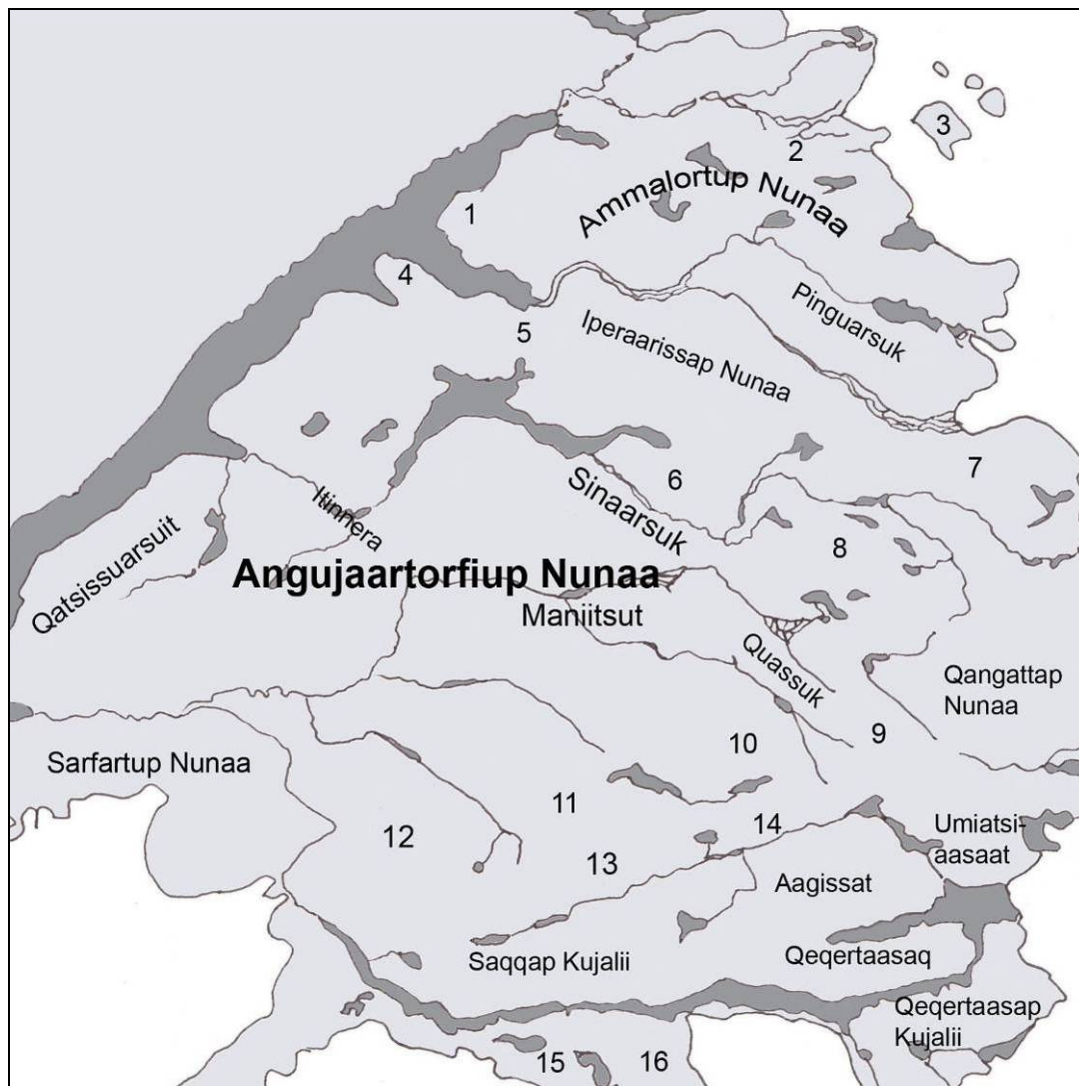 3
2
Ammalortup Nunaa
1
4
Pinguarsuk
5
Iperaarissap Nunaa
7
6
Sinaarsuk
Itinnera
8
Qatsissuarsuit
Angujaartorfiup Nunaa
Maniitsut
Quassuk
Qangattap
Nunaa
9
10
Sarfartup Nunaa
11
14
Umiatsi-
aasaat
12
13
Aagissat
Saqqap Kujalii
Qeqertaasaq
Qeqertaasap
Kujalii
15
16